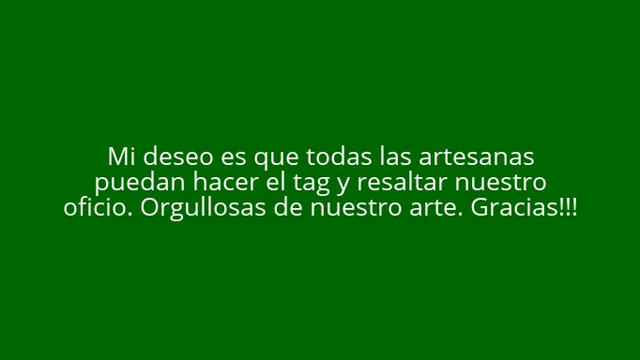 Mi deseo es que todas las artesanas
puedan hacer el tag y resaltar nuestro
oficio. Orgullosas de nuestro arte. Gracias!!!